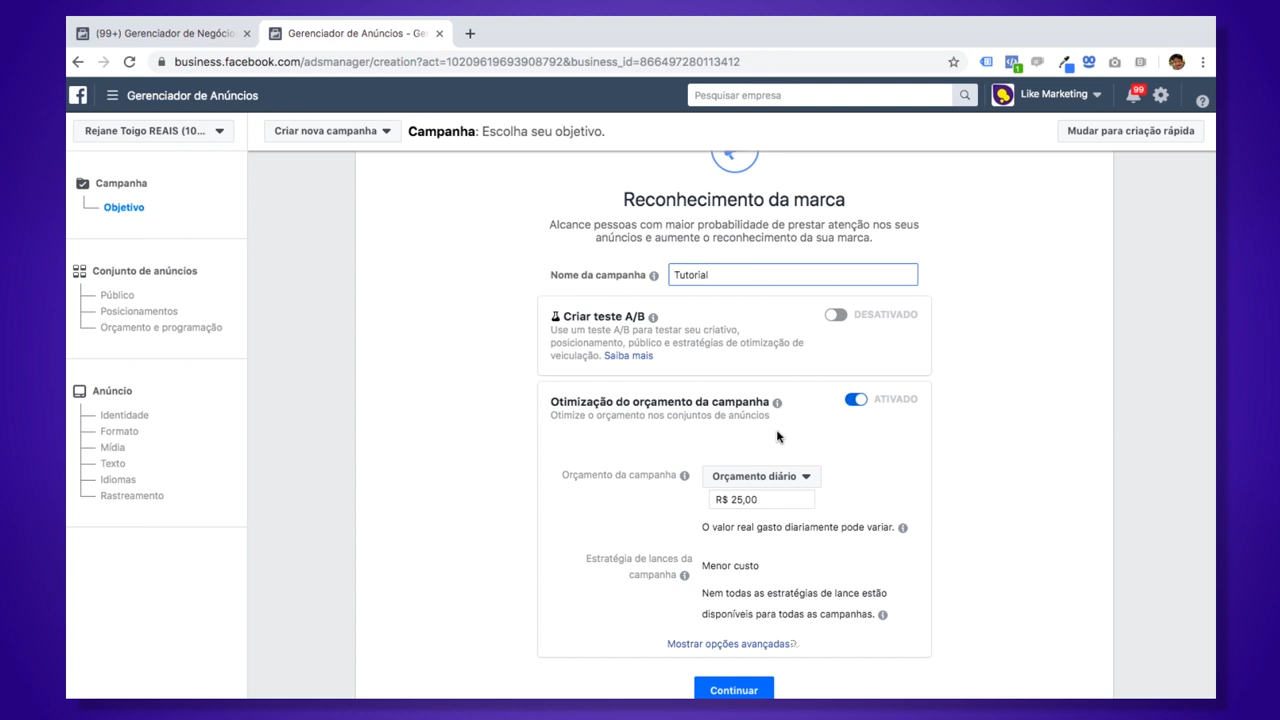 (99+) Gerenciador de Negócio
Gerenciador de Anúncios - Ge
business.facebook.com/adsmanager/creation?act=10209619693908792&business_id=866497280113412
Gerenciador de Anúncios
Pesquisar empresa
Like Marketing
99
Rejane Toigo REAIS (10...
Criar nova campanha
Campanha: Escolha seu objetivo.
Mudar para criação rápida
Campanha
Objetivo
Conjunto de anúncios
Público
Posicionamentos
Orçamento e programação
Anúncio
Identidade
Formato
Mídia
Texto
Idiomas
Rastreamento
Reconhecimento da marca
Alcance pessoas com maior probabilidade de prestar atenção nos seus
anúncios e aumente o reconhecimento da sua marca.
Nome da campanha
Tutorial
Criar teste A/B
DESATIVADO
Use um teste A/B para testar seu criativo,
posicionamento, público e estratégias de otimização de
veiculação. Saiba mais
Otimização do orçamento da campanha
ATIVADO
Otimize o orçamento nos conjuntos de anúncios
Orçamento da campanha
Orçamento diário
R$ 25,00
O valor real gasto diariamente pode variar.
Estratégia de lances da
campanha
Menor custo
Nem todas as estratégias de lance estão
disponíveis para todas as campanhas.
Mostrar opções avançadas
Continuar